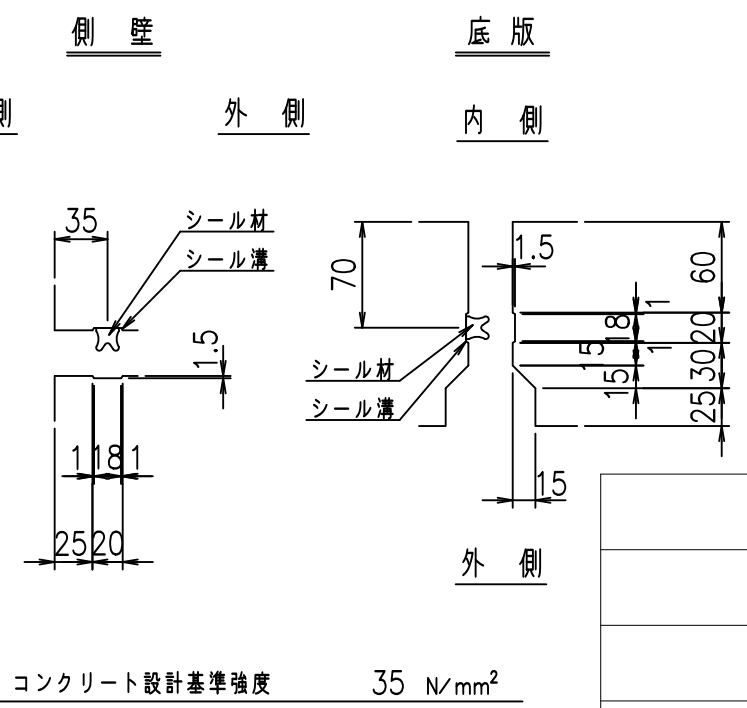 側 壁
底 版
側
外 側
内 側
35
シール材
シール溝
1.5
1 18 1
25 20
70
1.5
60
1
18
20
1
15
30
15
25
シール材
シール溝
15
外 側
コンクリート設計基準強度 35 N/mm²